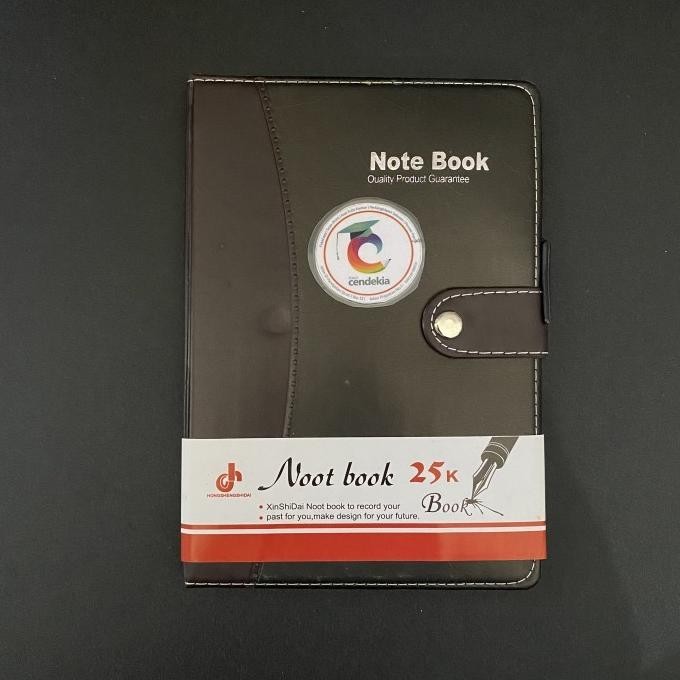 Note Book
Quality Product Guarantee
cendekia
Noot book 25K
HONGSHENGSHIDAI
XinShiDai Noot book to record your
past for you,make design for your future.
Book